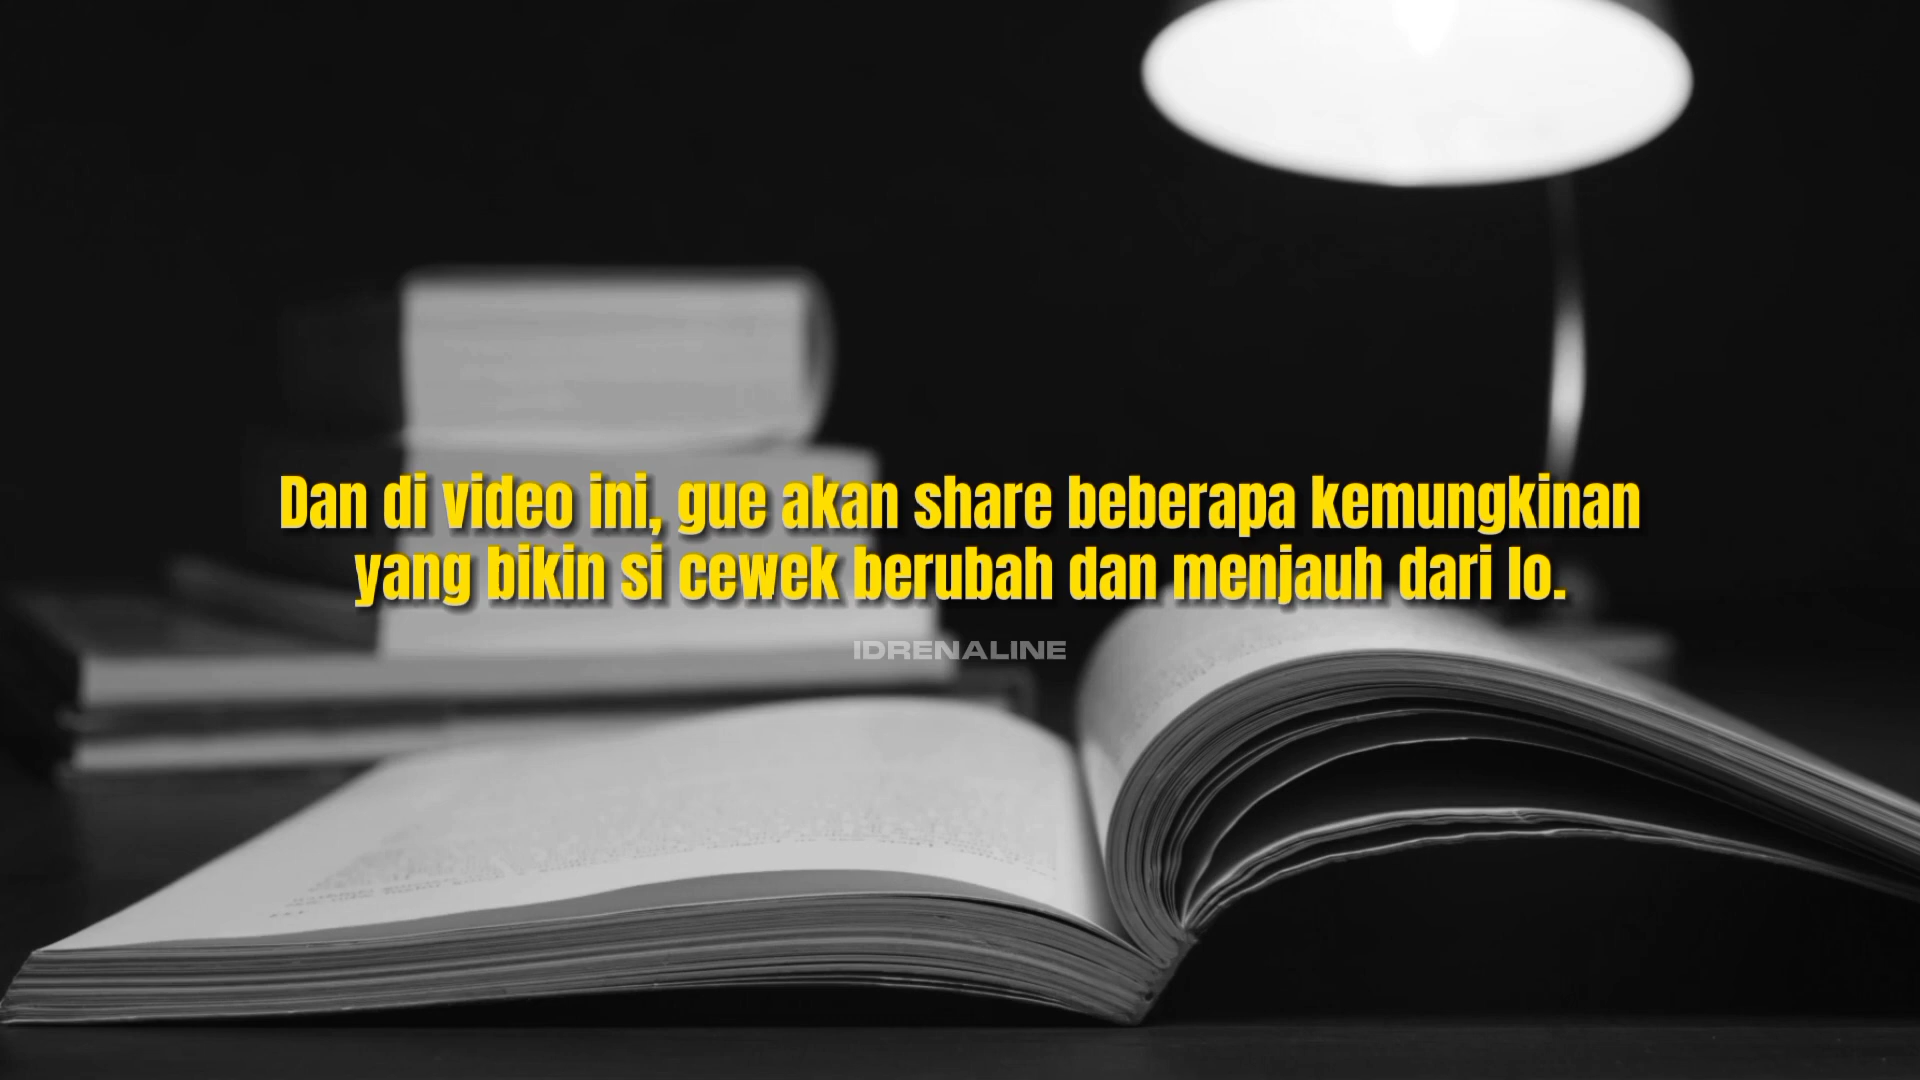 Dan di video ini, gue akan share beberapa kemungkinan
yang bikin si cewek berubah dan menjauh dari lo.
IDRENALINE